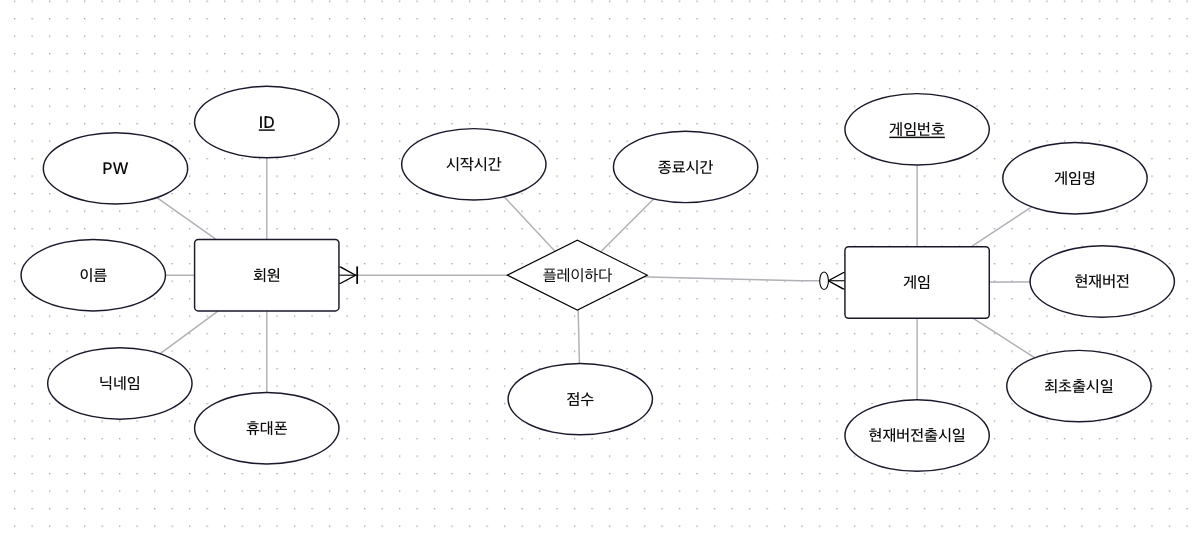 ID
PW
이름
닉네임
휴대폰
회원
시작시간
종료시간
플레이하다
점수
게임번호
게임명
현재버전
최초출시일
현재버전출시일
게임